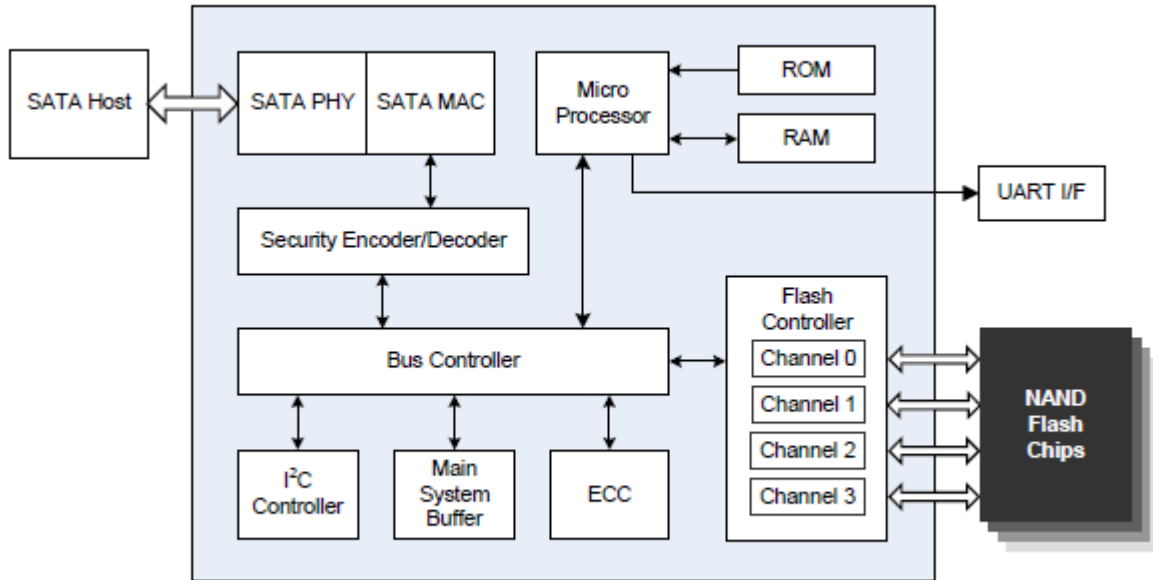 SATA Host
SATA PHY
SATA MAC
Micro
Processor
ROM
RAM
UART I/F
Security Encoder/Decoder
Bus Controller
Flash
Controller
Channel 0
Channel 1
Channel 2
Channel 3
NAND
Flash
Chips
I²C
Controller
Main
System
Buffer
ECC